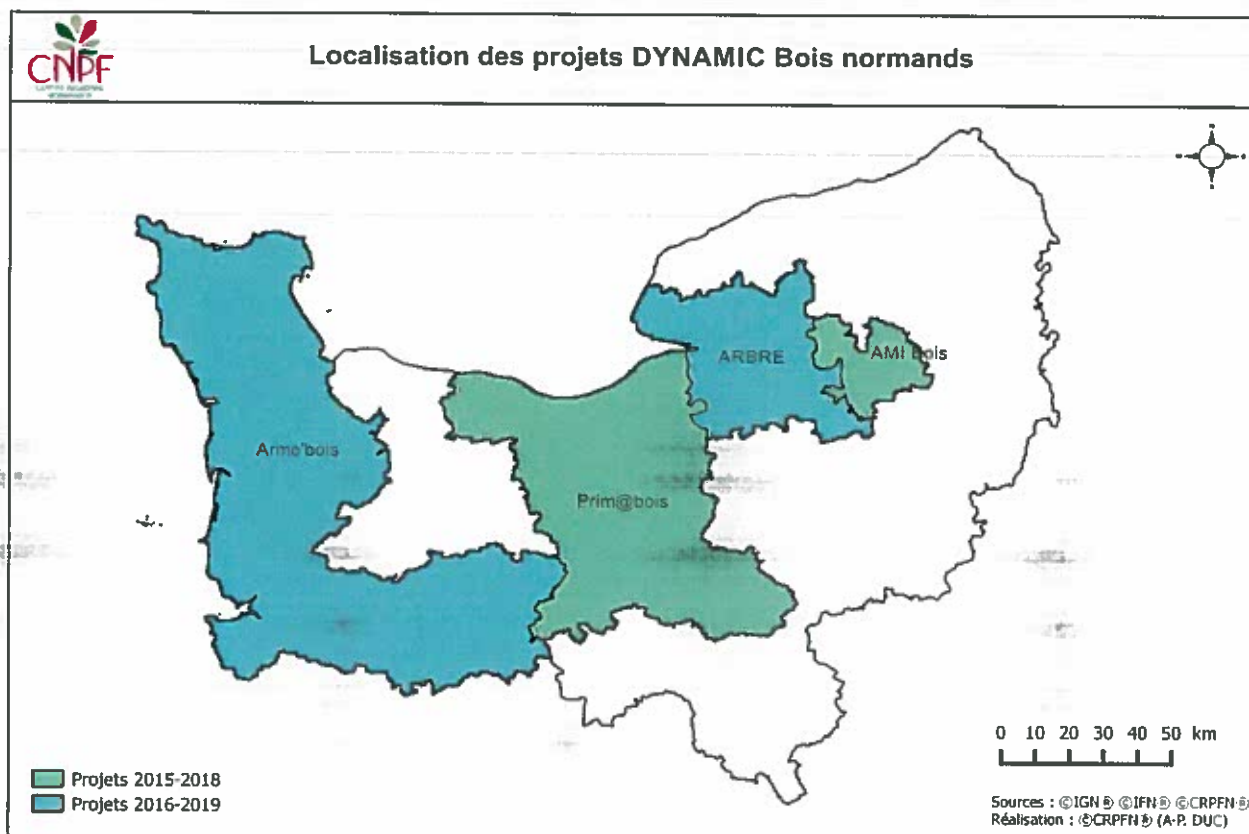 CNPF
Localisation des projets DYNAMIC Bois normands
ARBRE
AMI Bois
Armo'bois
Prim@bois
0 10 20 30 40 50 km
Projets 2015-2018
Projets 2016-2019
Sources : ©IGN® ©IFN® ©CRPFN®
Réalisation : ©CRPFN® (A-P. DUC)